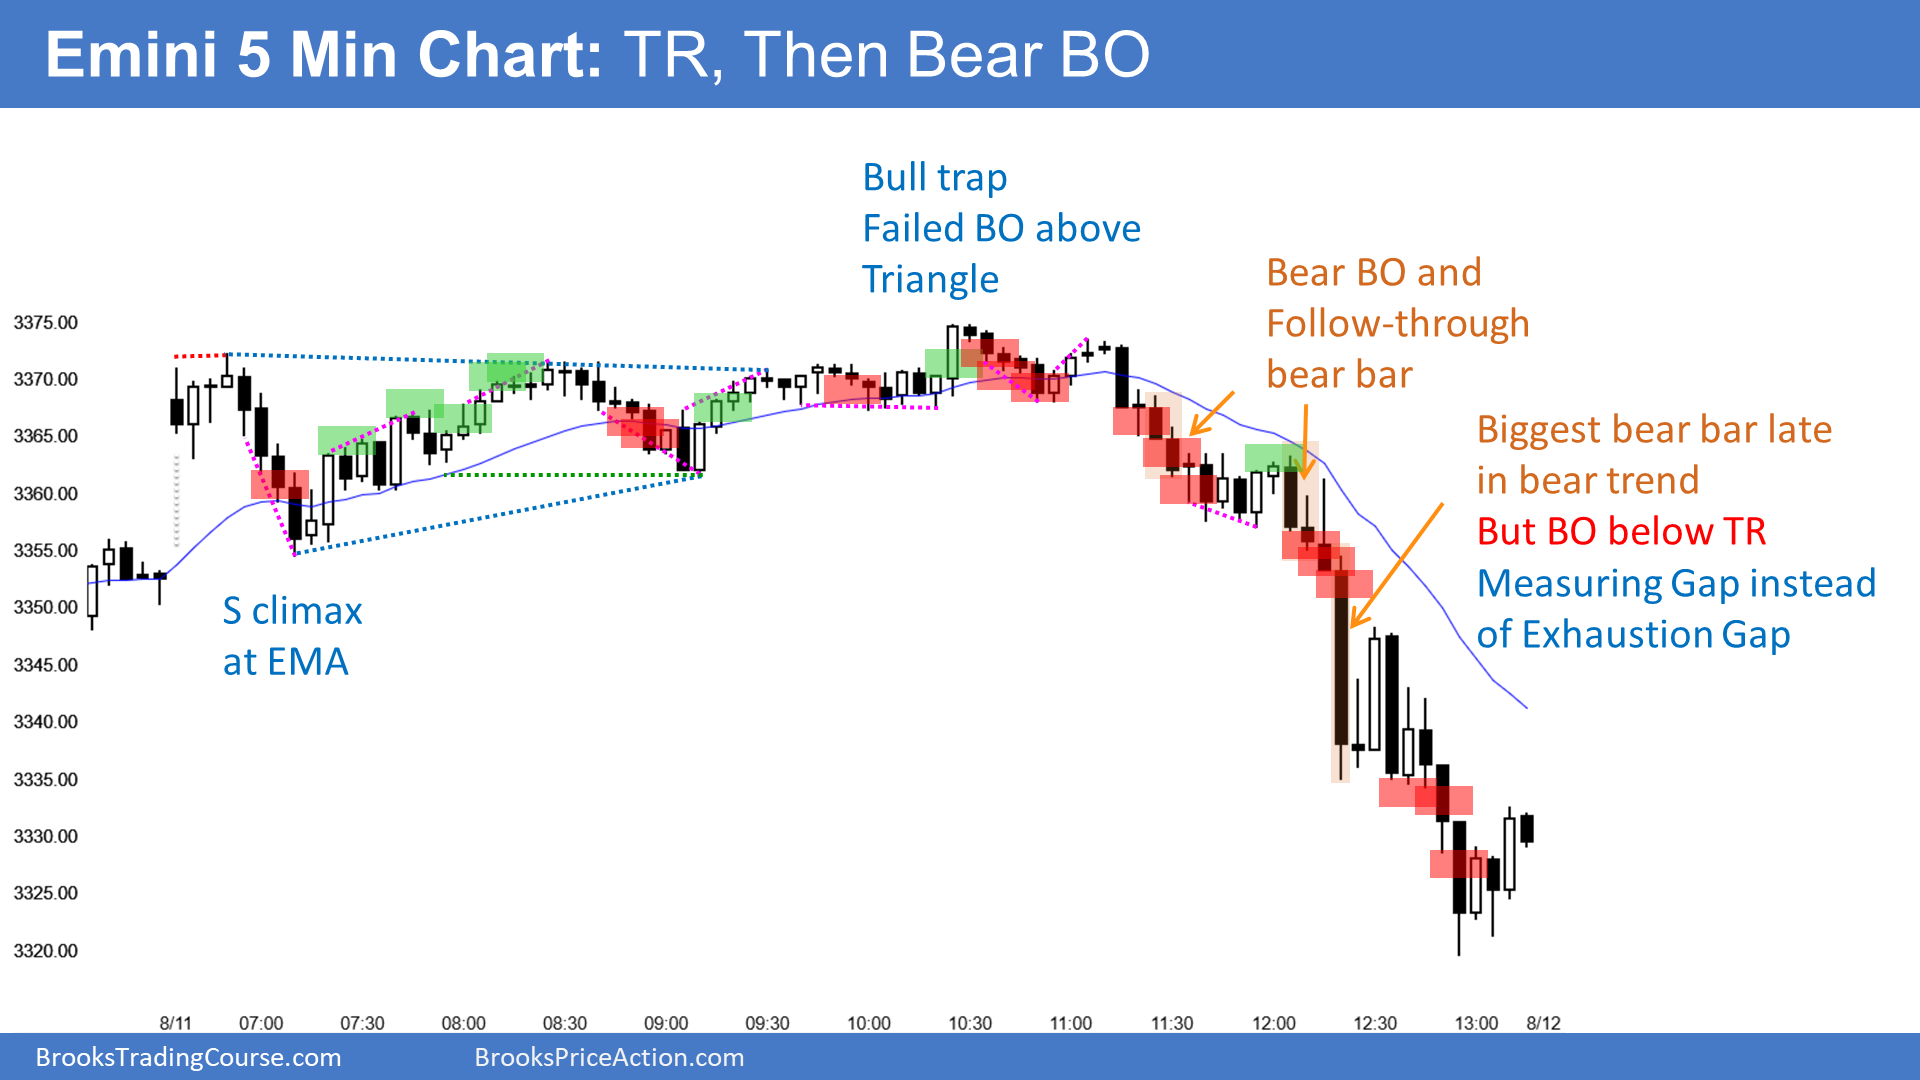 Emini 5 Min Chart: TR, Then Bear BO
Bull trap
Failed BO above
Triangle
Bear BO and
Follow-through
bear bar
Biggest bear bar late
in bear trend
But BO below TR
Measuring Gap instead
of Exhaustion Gap
S climax
at EMA
3375.00
3370.00
3365.00
3360.00
3355.00
3350.00
3345.00
3340.00
3335.00
3330.00
3325.00
3320.00
8/11 07:00 07:30 08:00 08:30 09:00 09:30 10:00 10:30 11:00 11:30 12:00 12:30 13:00 8/12
BrooksTradingCourse.com BrooksPriceAction.com